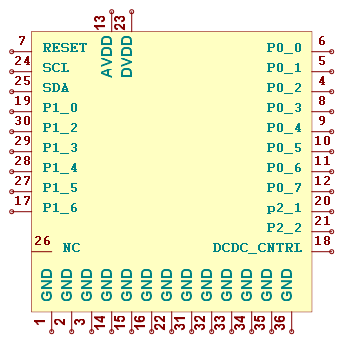 13 AVDD
23 DVDD
7 RESET P0_0 6
24 SCL P0_1 5
25 SDA P0_2 4
19 P1_0 P0_3 8
30 P1_2 P0_4 9
29 P1_3 P0_5 10
28 P1_4 P0_6 11
27 P1_5 P0_7 12
17 P1_6 p2_1 20
P2_2 21
26 NC DCDC_CNTRL 18
GND GND GND GND GND GND GND GND GND GND GND GND GND
1 2 3 14 15 16 22 31 32 33 34 35 36